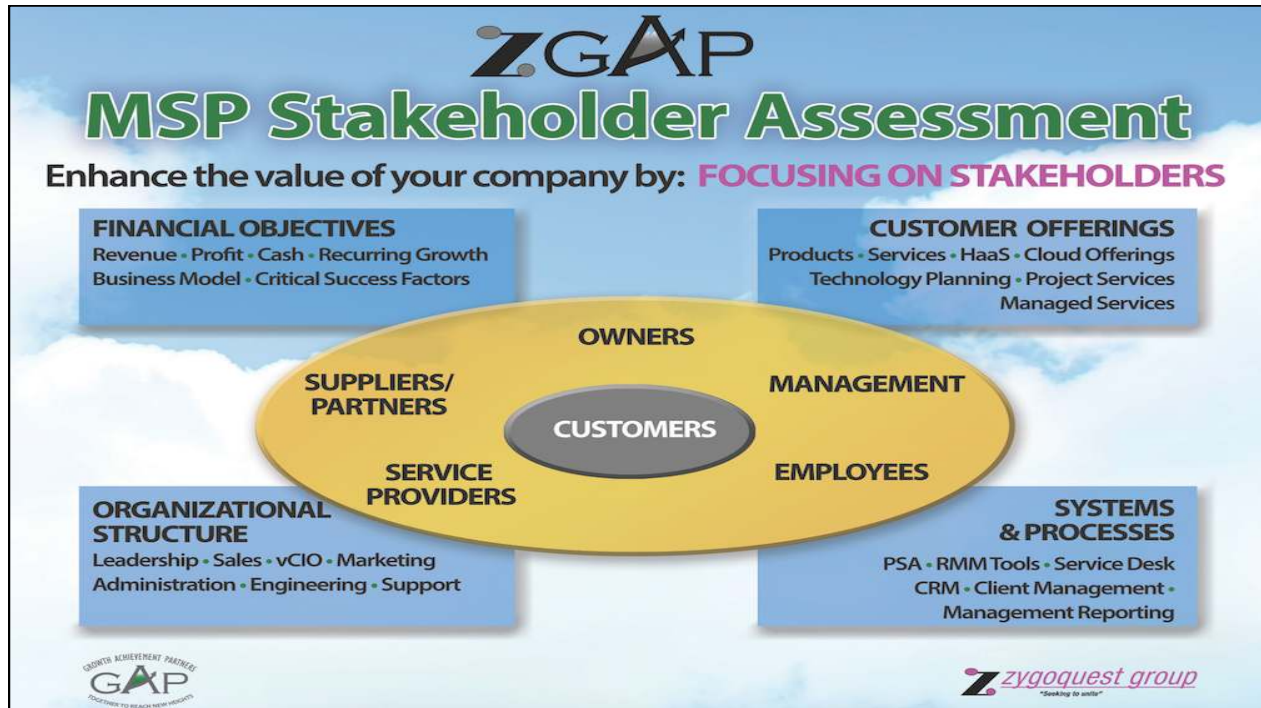 ZGAP
MSP Stakeholder Assessment
Enhance the value of your company by: FOCUSING ON STAKEHOLDERS
FINANCIAL OBJECTIVES
Revenue • Profit • Cash • Recurring Growth
Business Model • Critical Success Factors
CUSTOMER OFFERINGS
Products • Services • HaaS • Cloud Offerings
Technology Planning • Project Services
Managed Services
OWNERS
SUPPLIERS/
PARTNERS
MANAGEMENT
CUSTOMERS
SERVICE
PROVIDERS
EMPLOYEES
ORGANIZATIONAL
STRUCTURE
Leadership • Sales • vCIO • Marketing
Administration • Engineering • Support
SYSTEMS
& PROCESSES
PSA • RMM Tools • Service Desk
CRM • Client Management •
Management Reporting
GROWTH ACHIEVEMENT PARTNERS
GAP
TOGETHER TO REACH NEW HEIGHTS
Z zygoquest group
"Seeking to unite"